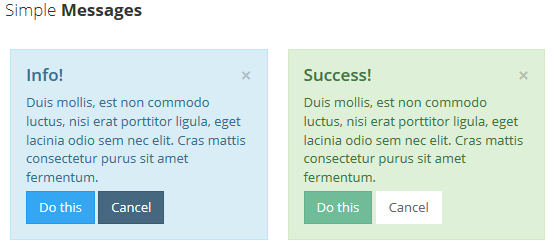 Simple Messages
Info! ×
Duis mollis, est non commodo
luctus, nisi erat porttitor ligula, eget
lacinia odio sem nec elit. Cras mattis
consectetur purus sit amet
fermentum.
Do this Cancel
Success! ×
Duis mollis, est non commodo
luctus, nisi erat porttitor ligula, eget
lacinia odio sem nec elit. Cras mattis
consectetur purus sit amet
fermentum.
Do this Cancel